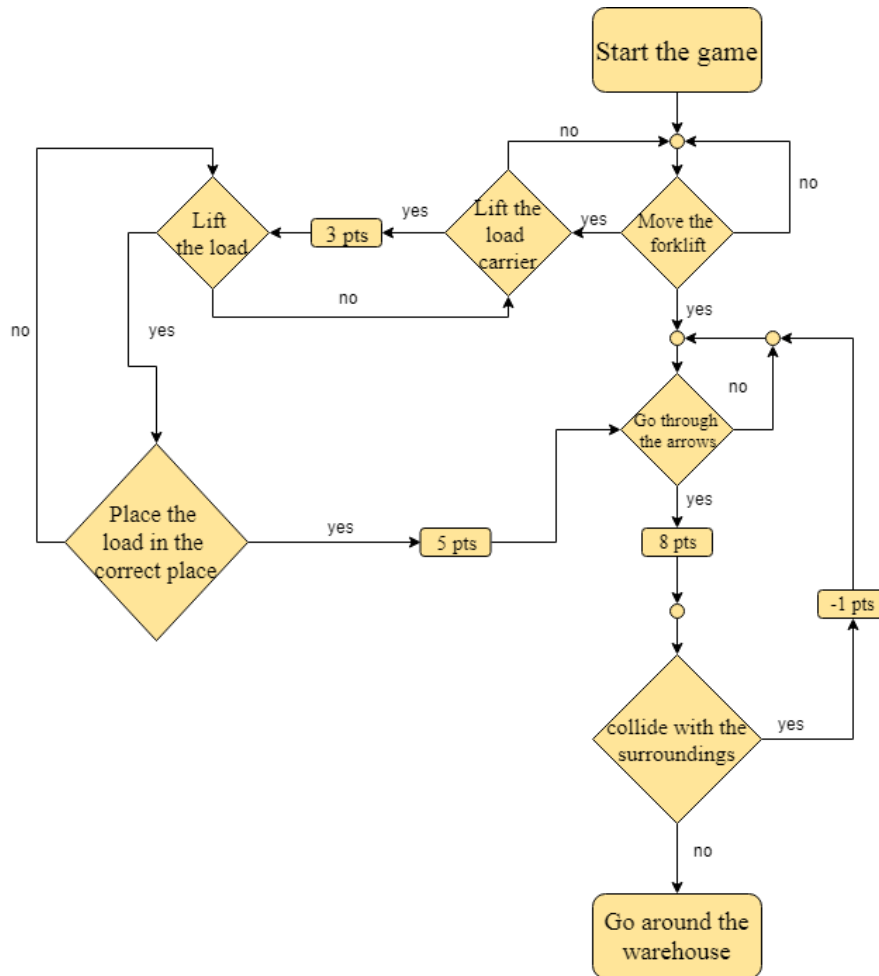 Start the game
no
no
Lift
the load
yes
3 pts
Lift the
load
carrier
yes
Move the
forklift
no
no
yes
yes
no
Go through
the arrows
Place the
load in the
correct place
yes
5 pts
yes
8 pts
-1 pts
collide with the
surroundings
yes
no
Go around the
warehouse